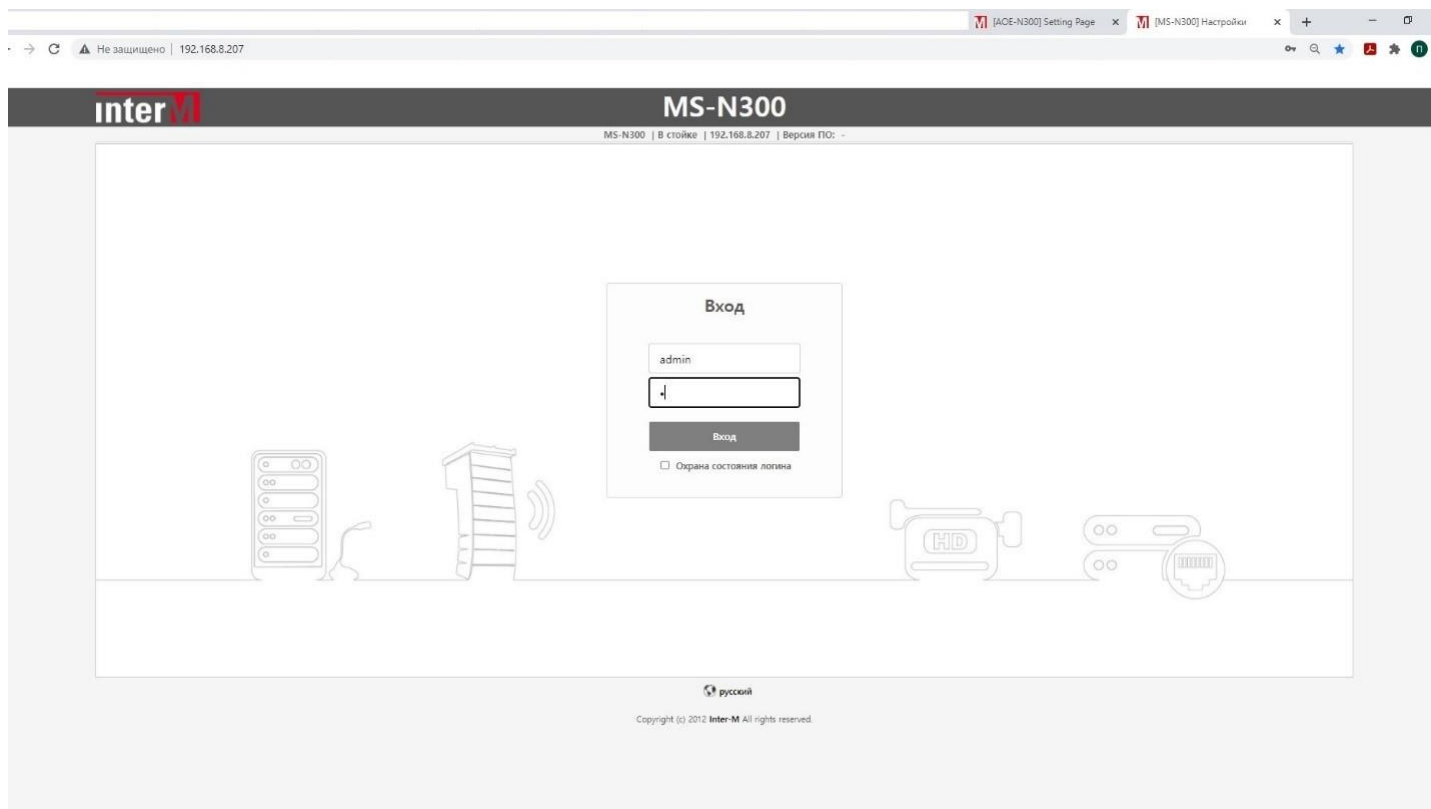 [AOE-N300] Setting Page
[MS-N300] Настройки
Не защищено | 192.168.8.207
П
interM
MS-N300
MS-N300 | В стойке | 192.168.8.207 | Версия ПО: -
Вход
admin
Вход
Охрана состояния логина
HD
русский
Copyright (c) 2012 Inter-M All rights reserved.